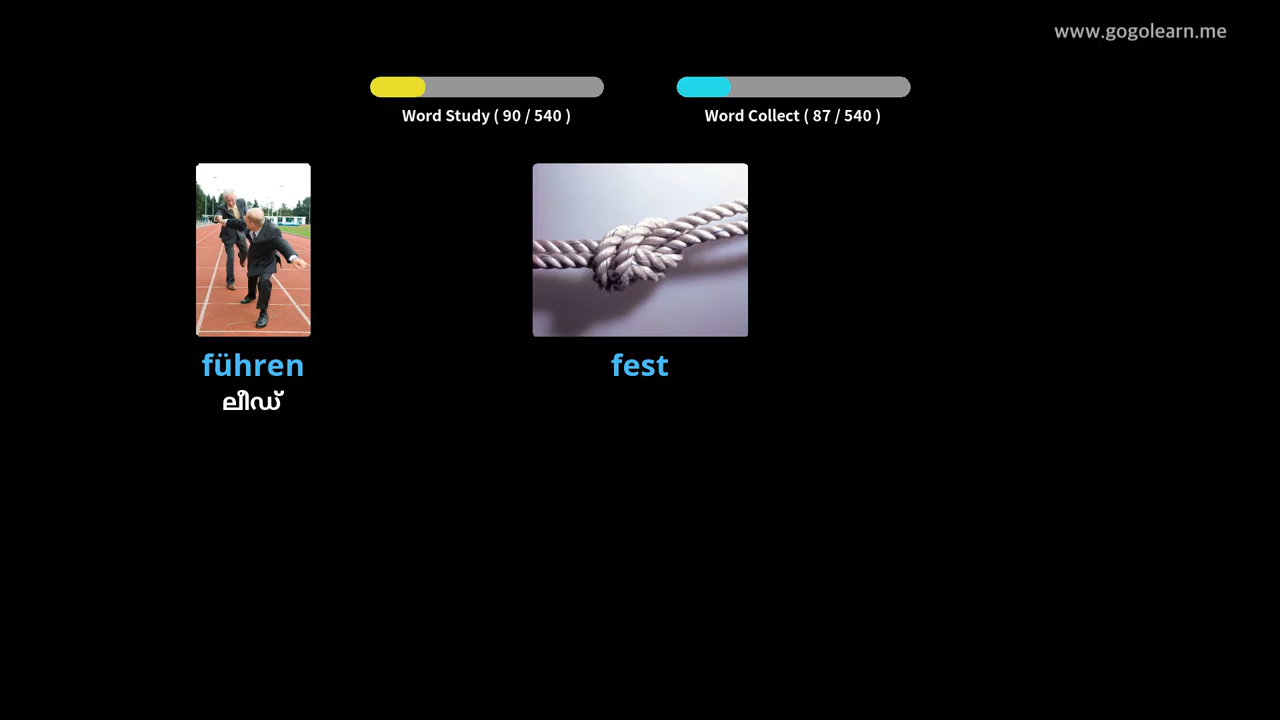 www.gogolearn.me
Word Study ( 90 / 540 )
Word Collect ( 87 / 540 )
führen
fest
ലീഡ്